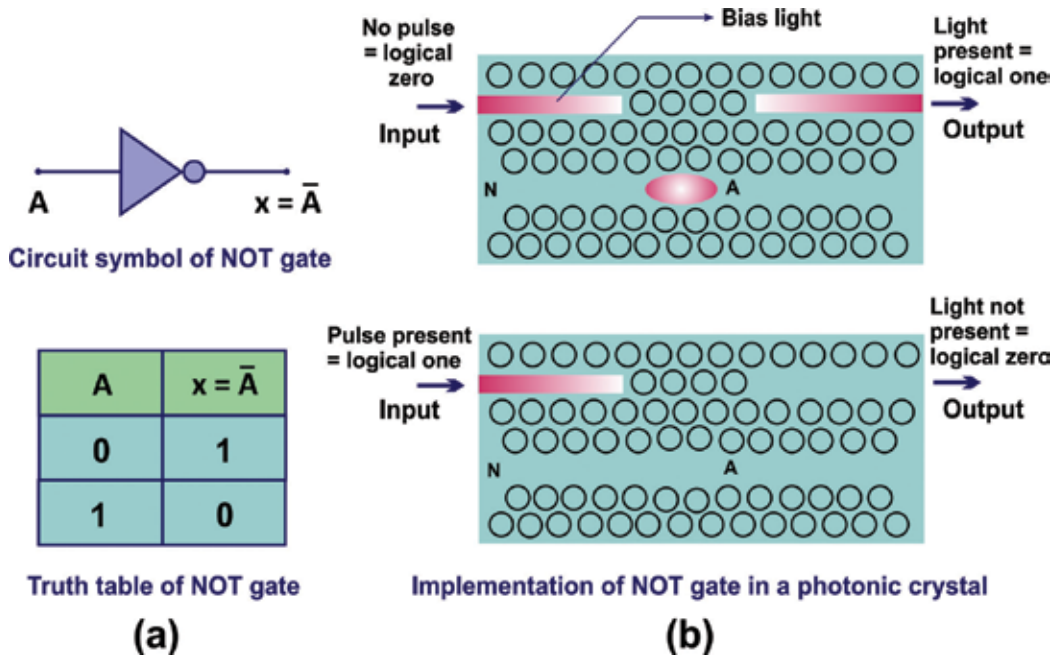 A
x = Ā
Circuit symbol of NOT gate
A
x = Ā
0
1
1
0
Truth table of NOT gate
(a)
No pulse
= logical
zero
Input
Bias light
Light
present =
logical one
Output
N
A
Pulse present
= logical one
Input
Light not
present =
logical zero
Output
N
A
Implementation of NOT gate in a photonic crystal
(b)